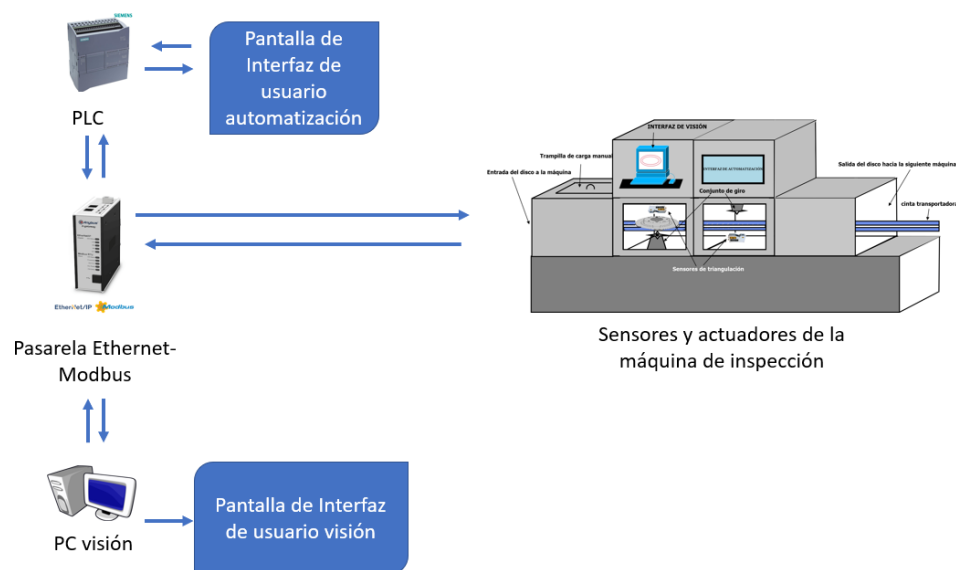 SIEMENS
Pantalla de
Interfaz de
usuario
automatización
PLC
INTERFAZ DE VISIÓN
Trampilla de carga manual
Entrada del disco a la máquina
INTERFAZ DE AUTOMATIZACIÓN
Salida del disco hacia la siguiente máquina
Conjunto de giro
cinta transportadora
Sensores de triangulación
EtherNet/IP Modbus
Sensores y actuadores de la
máquina de inspección
Pasarela Ethernet-
Modbus
Pantalla de Interfaz
de usuario visión
PC visión